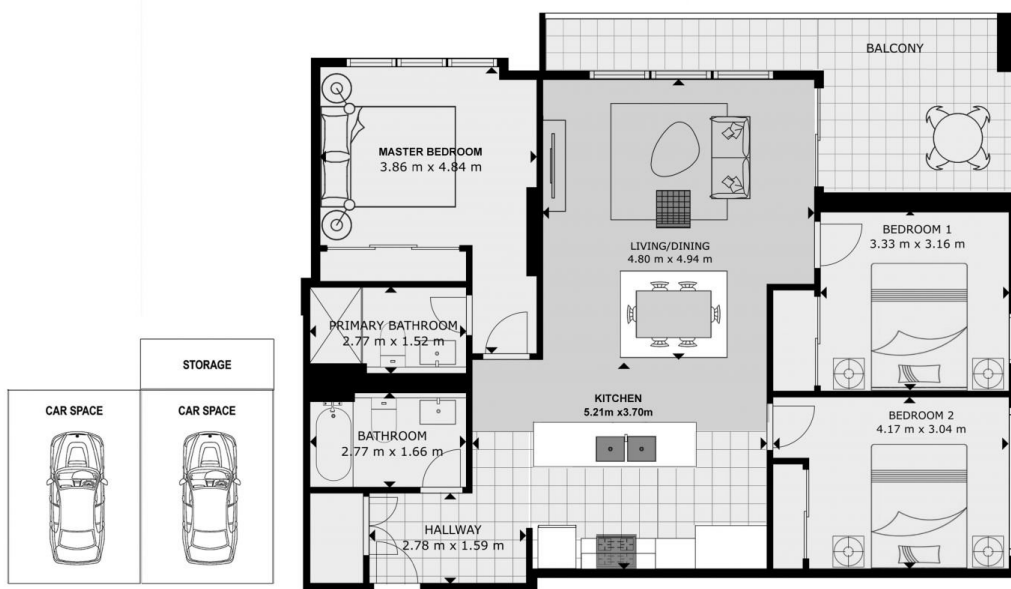 BALCONY
MASTER BEDROOM
3.86 m x 4.84 m
LIVING/DINING
4.80 m x 4.94 m
BEDROOM 1
3.33 m x 3.16 m
PRIMARY BATHROOM
2.77 m x 1.52 m
STORAGE
CAR SPACE
CAR SPACE
KITCHEN
5.21m x3.70m
BEDROOM 2
4.17 m x 3.04 m
BATHROOM
2.77 m x 1.66 m
HALLWAY
2.78 m x 1.59 m